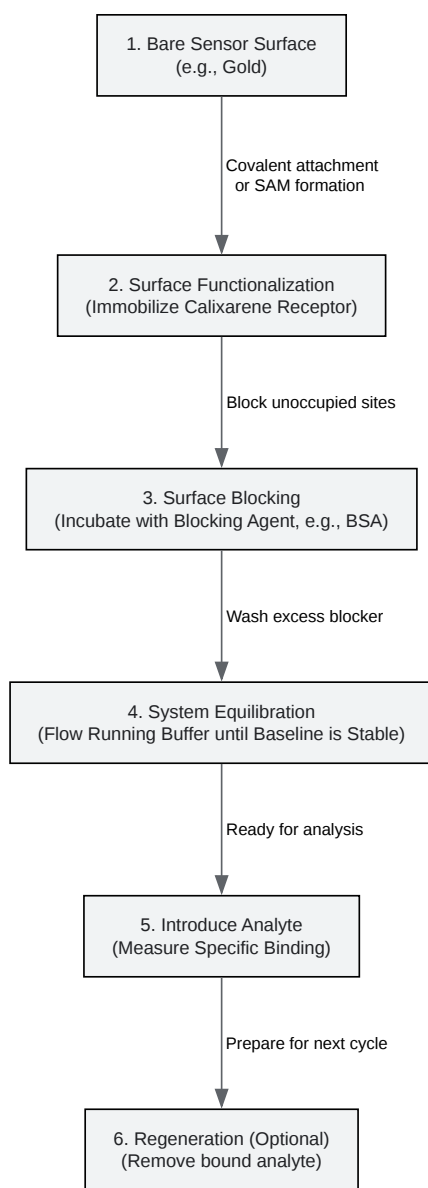 1. Bare Sensor Surface
(e.g., Gold)
Covalent attachment
or SAM formation
2. Surface Functionalization
(Immobilize Calixarene Receptor)
Block unoccupied sites
3. Surface Blocking
(Incubate with Blocking Agent, e.g., BSA)
Wash excess blocker
4. System Equilibration
(Flow Running Buffer until Baseline is Stable)
Ready for analysis
5. Introduce Analyte
(Measure Specific Binding)
Prepare for next cycle
6. Regeneration (Optional)
(Remove bound analyte)